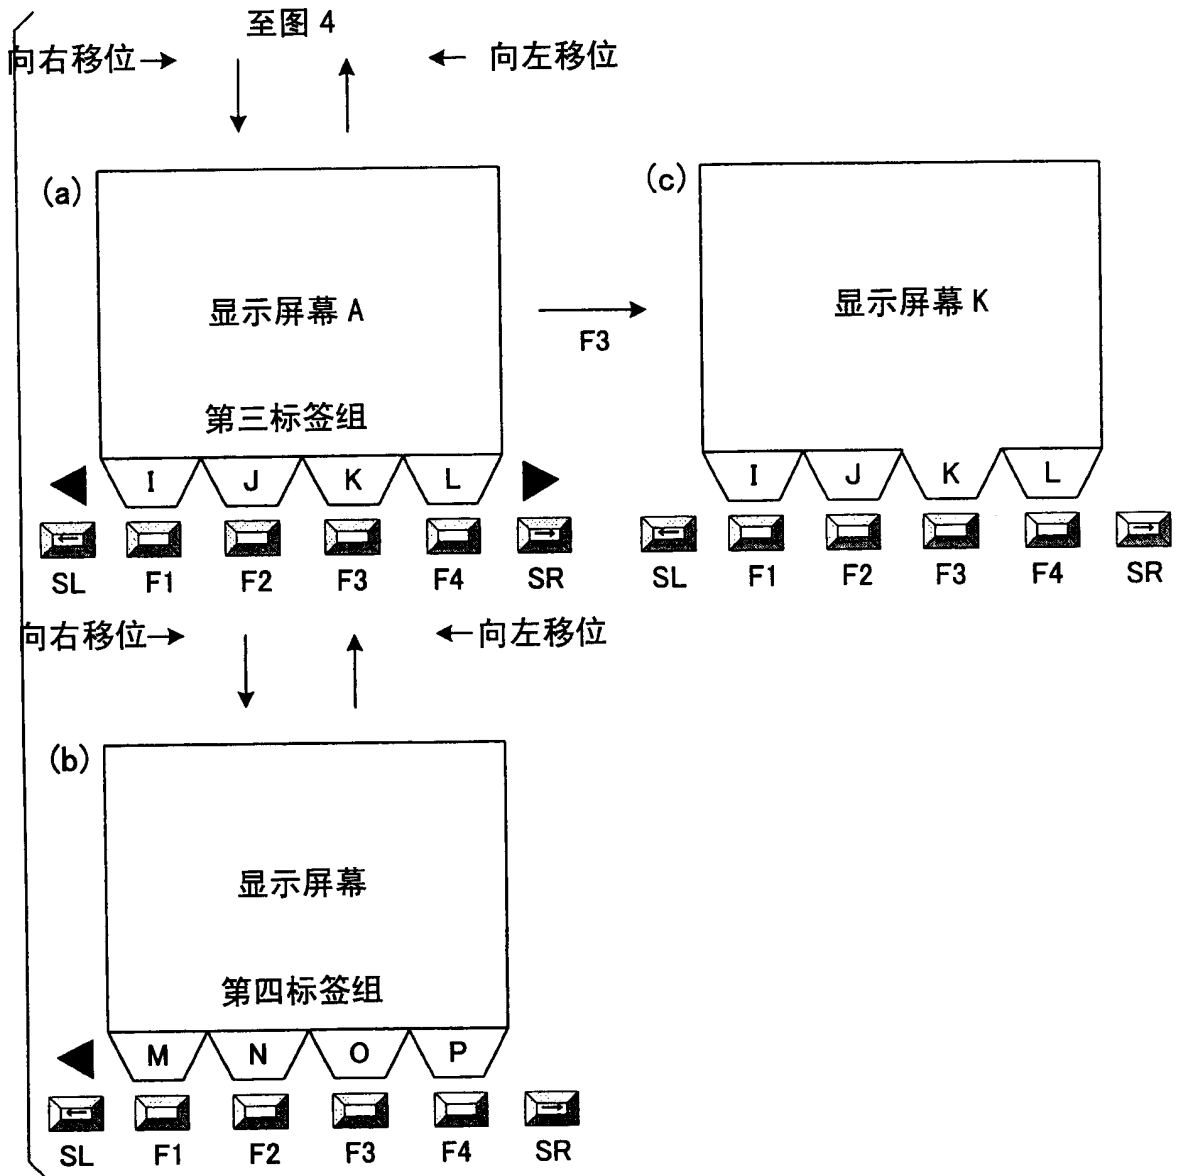 至图 4
向右移位→ ←向左移位
(a)
显示屏幕 A
第三标签组
I J K L
SL F1 F2 F3 F4 SR
F3
(c)
显示屏幕 K
I J K L
SL F1 F2 F3 F4 SR
向右移位→ ←向左移位
(b)
显示屏幕
第四标签组
M N O P
SL F1 F2 F3 F4 SR